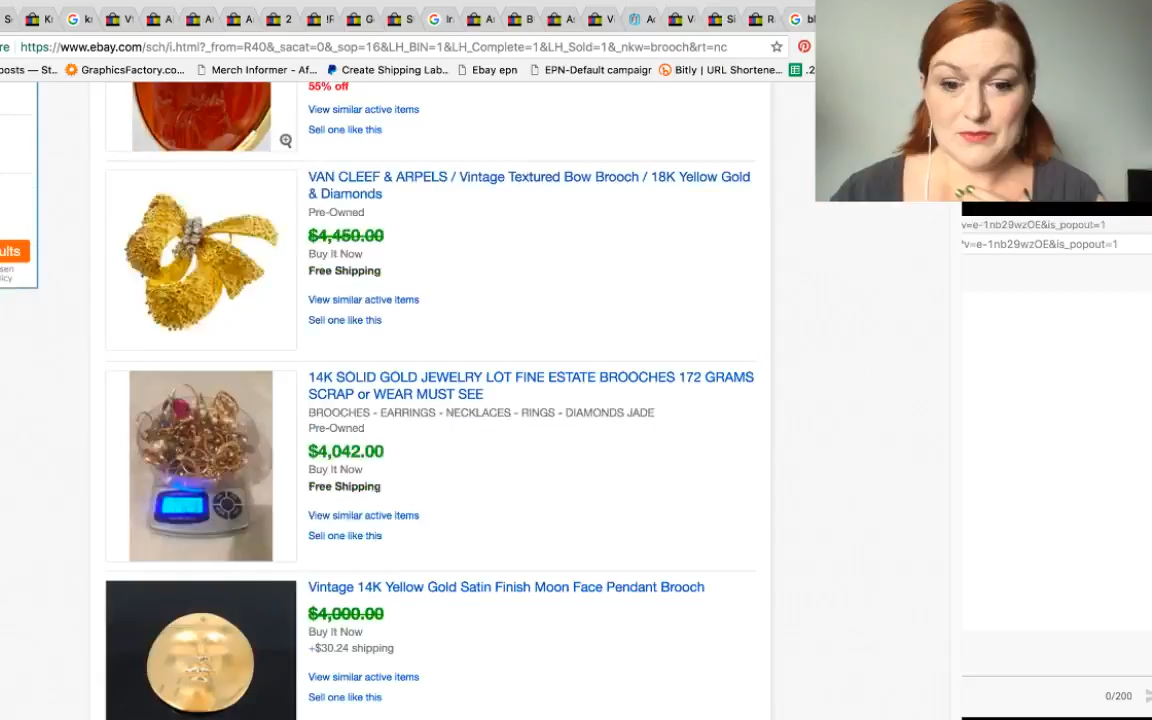 https://www.ebay.com/sch/i.html?_from=R40&_sacat=0&_sop=16&LH_BIN=1&LH_Complete=1&LH_Sold=1&_nkw=brooch&rt=nc
posts — St... GraphicsFactory.co... Merch Informer - Af... Create Shipping Lab... Ebay epn EPN-Default campaigr Bitly | URL Shortene...
55% off
View similar active items
Sell one like this
VAN CLEEF & ARPELS / Vintage Textured Bow Brooch / 18K Yellow Gold
& Diamonds
Pre-Owned
$4,450.00
Buy It Now
Free Shipping
View similar active items
Sell one like this
14K SOLID GOLD JEWELRY LOT FINE ESTATE BROOCHES 172 GRAMS
SCRAP or WEAR MUST SEE
BROOCHES - EARRINGS - NECKLACES - RINGS - DIAMONDS JADE
Pre-Owned
$4,042.00
Buy It Now
Free Shipping
View similar active items
Sell one like this
Vintage 14K Yellow Gold Satin Finish Moon Face Pendant Brooch
$4,000.00
Buy It Now
+$30.24 shipping
View similar active items
Sell one like this
v=e-1nb29wzOE&is_popout=1
?v=e-1nb29wzOE&is_popout=1
0/200